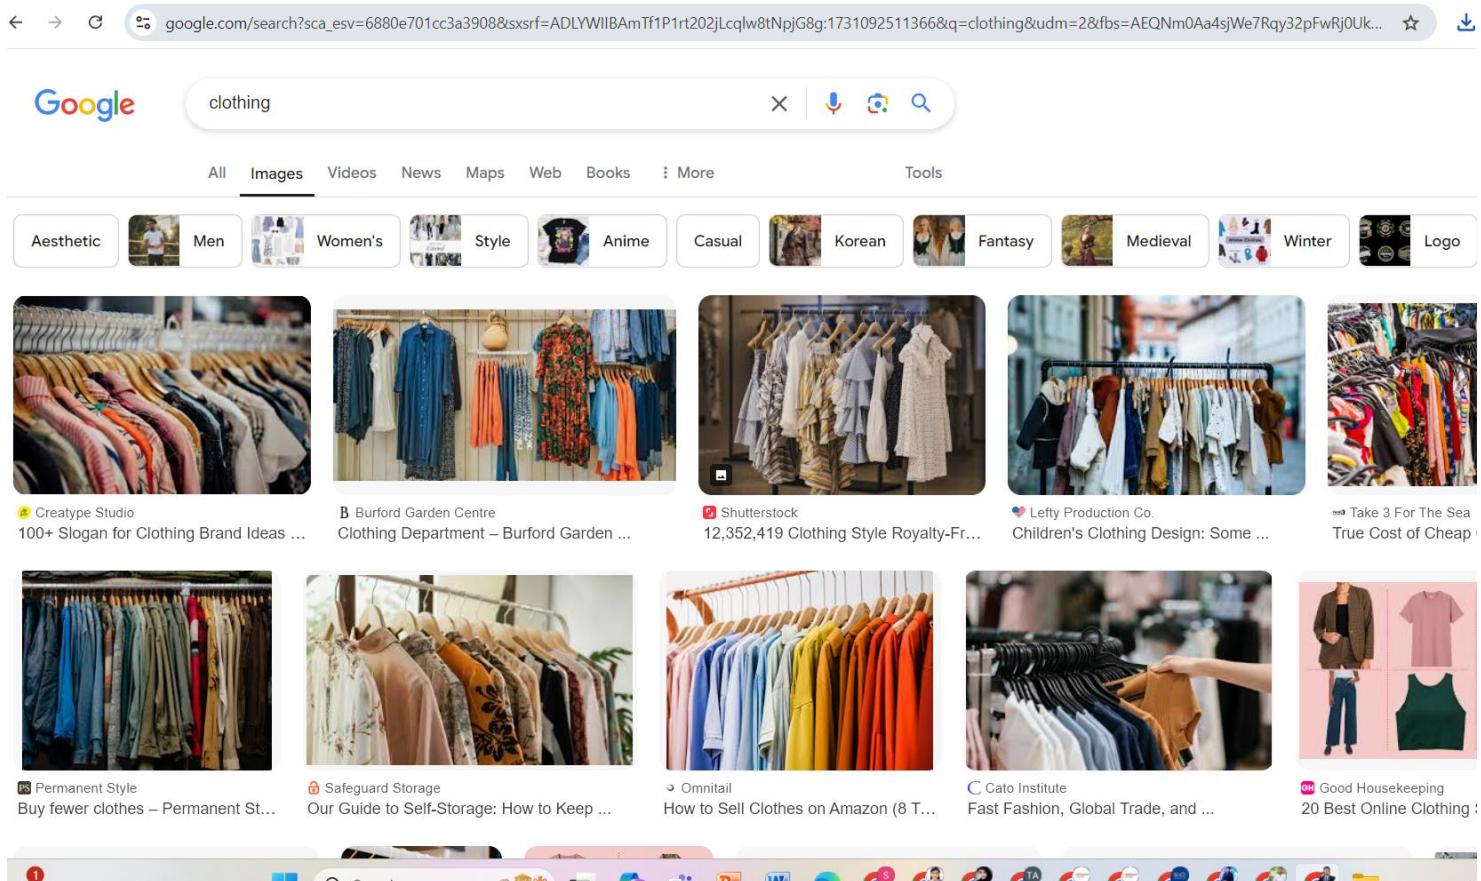 google.com/search?sca_esv=6880e701cc3a3908&sxsrf=ADLYWIIBAmTf1P1rt202jLcqlw8tNpjG8g:1731092511366&q=clothing&udm=2&fbs=AEQNm0Aa4sjWe7Rqy32pFwRj0Uk...
Google
clothing
All Images Videos News Maps Web Books More Tools
Aesthetic Men Women's Style Anime Casual Korean Fantasy Medieval Winter Logo
Creatype Studio
100+ Slogan for Clothing Brand Ideas ...
B Burford Garden Centre
Clothing Department – Burford Garden ...
Shutterstock
12,352,419 Clothing Style Royalty-Fr...
Lefty Production Co.
Children's Clothing Design: Some ...
Take 3 For The Sea
True Cost of Cheap
PS Permanent Style
Buy fewer clothes – Permanent St...
Safeguard Storage
Our Guide to Self-Storage: How to Keep ...
Omnitail
How to Sell Clothes on Amazon (8 T...
Cato Institute
Fast Fashion, Global Trade, and ...
GH Good Housekeeping
20 Best Online Clothing
1
S TA